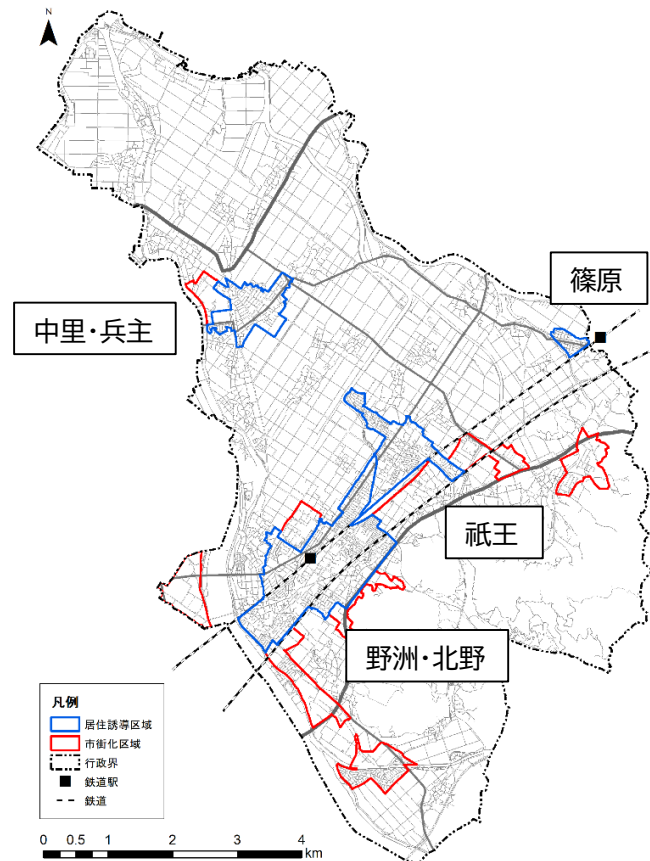 N
篠原
中里・兵主
祇王
野洲・北野
凡例
居住誘導区域
市街化区域
行政界
鉄道駅
鉄道
0 0.5 1 2 3 4
km